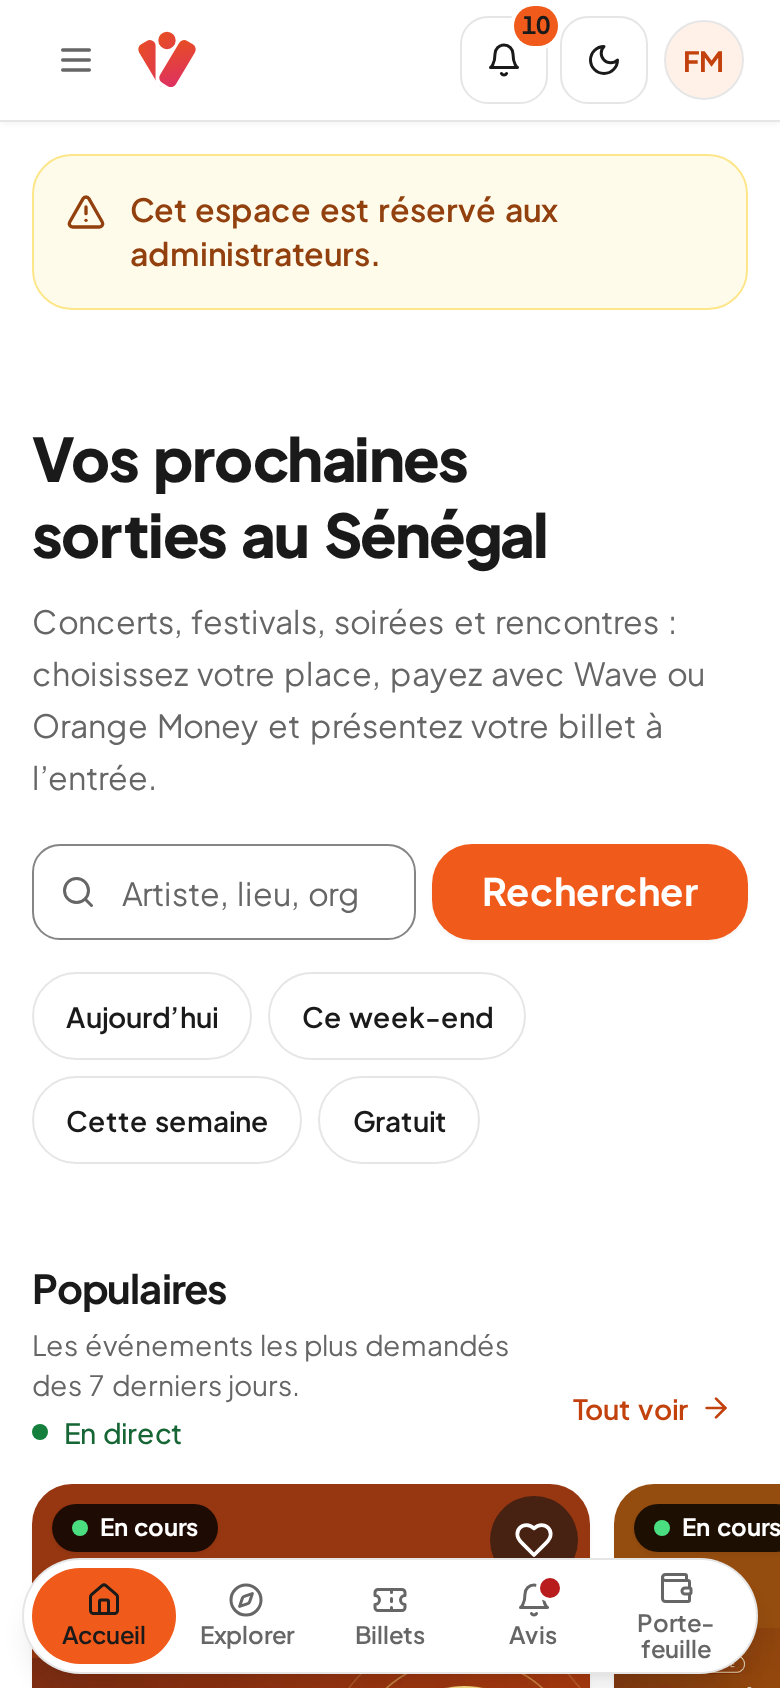 10
FM
Cet espace est réservé aux
administrateurs.
Vos prochaines
sorties au Sénégal
Concerts, festivals, soirées et rencontres :
choisissez votre place, payez avec Wave ou
Orange Money et présentez votre billet à
l’entrée.
Artiste, lieu, org
Rechercher
Aujourd’hui
Ce week-end
Cette semaine
Gratuit
Populaires
Les événements les plus demandés
des 7 derniers jours.
En direct
Tout voir
En cours
En cours
Accueil
Explorer
Billets
Avis
Porte-
feuille